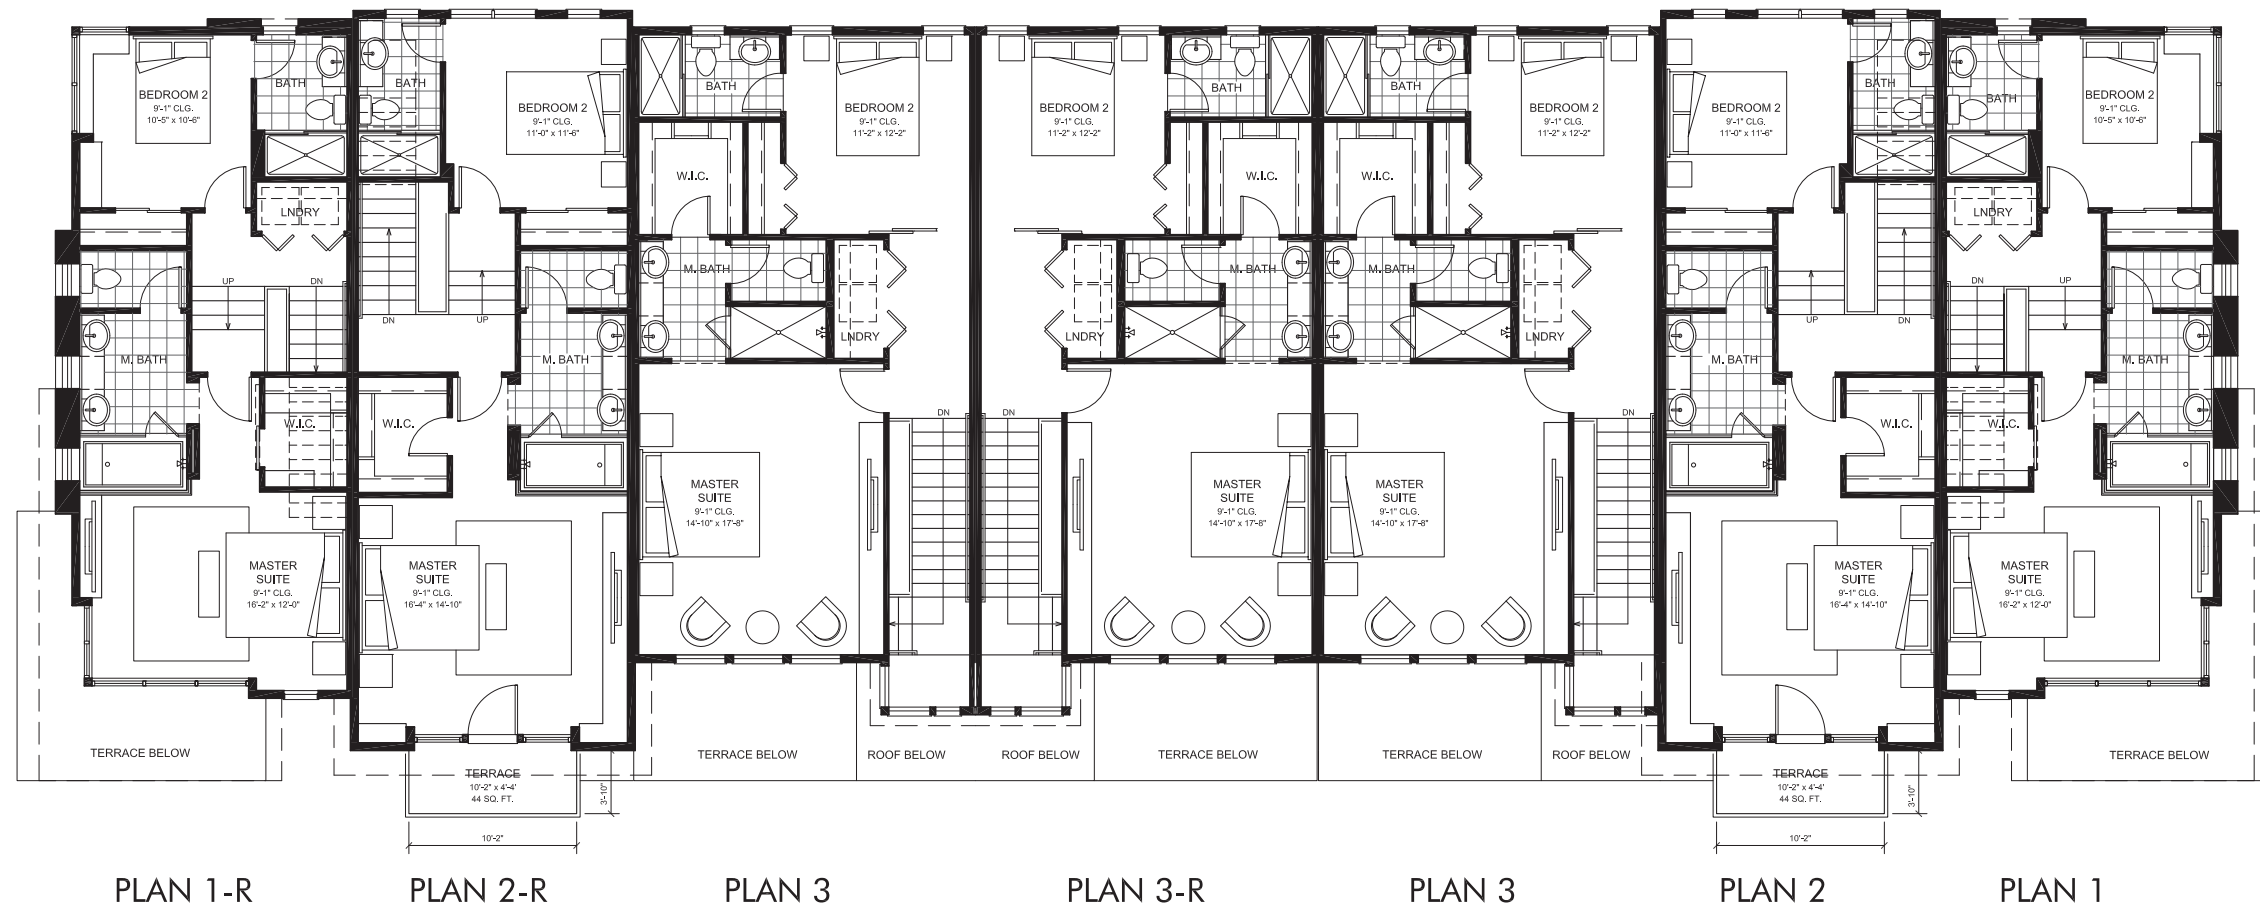 BATH
BEDROOM 2
9'-1" CLG.
10'-5" x 10'-6"
LNDRY
UP
DN
M. BATH
W.I.C.
MASTER
SUITE
9'-1" CLG.
16'-2" x 12'-0"
TERRACE BELOW
PLAN 1-R
BATH
BEDROOM 2
9'-1" CLG.
11'-0" x 11'-6"
DN
UP
M. BATH
W.I.C.
MASTER
SUITE
9'-1" CLG.
16'-4" x 14'-10"
TERRACE
10'-2" x 4'-4"
44 SQ. FT.
3'-10"
10'-2"
PLAN 2-R
BATH
BEDROOM 2
9'-1" CLG.
11'-2" x 12'-2"
W.I.C.
M. BATH
LNDRY
DN
MASTER
SUITE
9'-1" CLG.
14'-10" x 17'-8"
TERRACE BELOW
ROOF BELOW
PLAN 3
BEDROOM 2
9'-1" CLG.
11'-2" x 12'-2"
BATH
W.I.C.
M. BATH
LNDRY
DN
MASTER
SUITE
9'-1" CLG.
14'-10" x 17'-8"
ROOF BELOW
TERRACE BELOW
PLAN 3-R
BATH
BEDROOM 2
9'-1" CLG.
11'-2" x 12'-2"
W.I.C.
M. BATH
LNDRY
DN
MASTER
SUITE
9'-1" CLG.
14'-10" x 17'-8"
TERRACE BELOW
ROOF BELOW
PLAN 3
BATH
BEDROOM 2
9'-1" CLG.
11'-0" x 11'-6"
UP
DN
M. BATH
W.I.C.
MASTER
SUITE
9'-1" CLG.
16'-4" x 14'-10"
TERRACE
10'-2" x 4'-4"
44 SQ. FT.
3'-10"
10'-2"
PLAN 2
BATH
BEDROOM 2
9'-1" CLG.
10'-5" x 10'-6"
LNDRY
DN
UP
M. BATH
W.I.C.
MASTER
SUITE
9'-1" CLG.
16'-2" x 12'-0"
TERRACE BELOW
PLAN 1